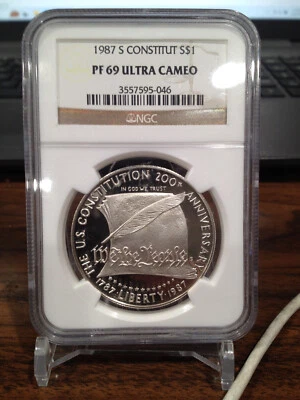 1987 S CONSTITUT S$1
PF 69 ULTRA CAMEO
3557595-046
NGC
THE U.S. CONSTITUTION 200TH ANNIVERSARY
IN GOD WE TRUST
We the People
1787·LIBERTY·1987